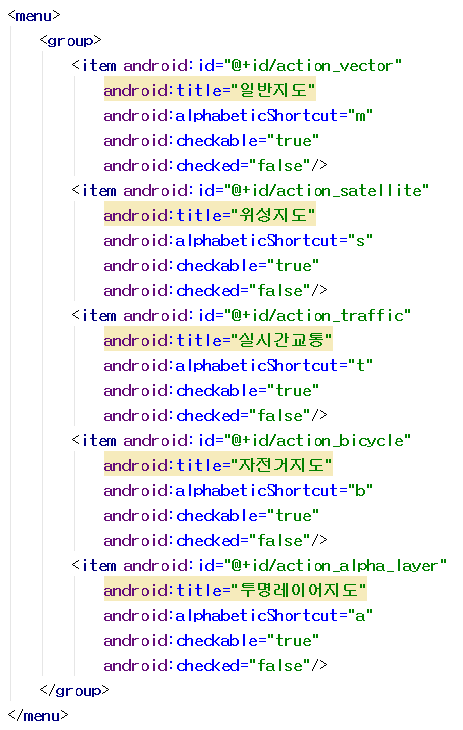 <menu>
<group>
<item android:id="@+id/action_vector"
android:title="일반지도"
android:alphabeticShortcut="m"
android:checkable="true"
android:checked="false"/>
<item android:id="@+id/action_satellite"
android:title="위성지도"
android:alphabeticShortcut="s"
android:checkable="true"
android:checked="false"/>
<item android:id="@+id/action_traffic"
android:title="실시간교통"
android:alphabeticShortcut="t"
android:checkable="true"
android:checked="false"/>
<item android:id="@+id/action_bicycle"
android:title="자전거지도"
android:alphabeticShortcut="b"
android:checkable="true"
android:checked="false"/>
<item android:id="@+id/action_alpha_layer"
android:title="투명레이어지도"
android:alphabeticShortcut="a"
android:checkable="true"
android:checked="false"/>
</group>
</menu>